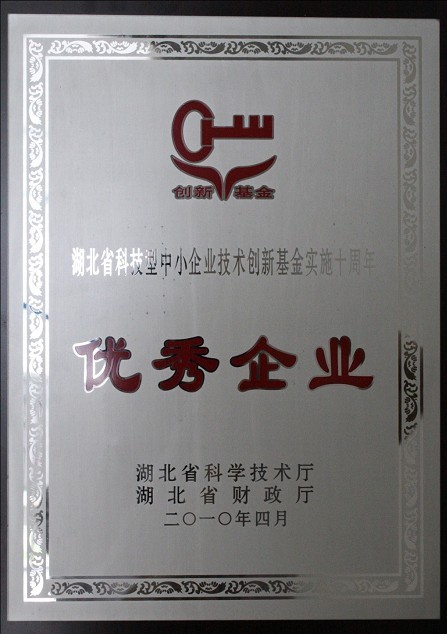 创新 基金
湖北省科技型中小企业技术创新基金实施十周年
优秀企业
湖北省科学技术厅
湖北省财政厅
二〇一〇年四月